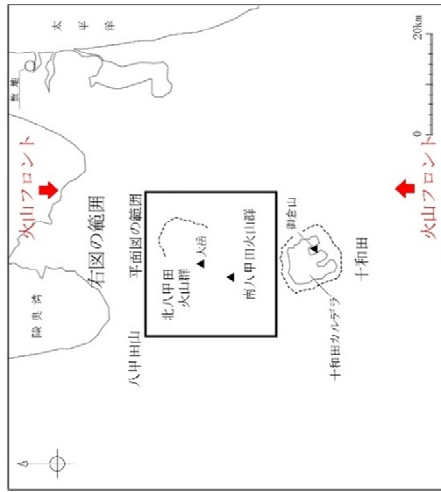 太平洋
敷地
火山フロント
陸奥湾
右図の範囲
平面図の範囲
八甲田山
北八甲田
火山群
大岳
南八甲田火山群
御倉山
十和田
十和田カルデラ
火山フロント
0
20km